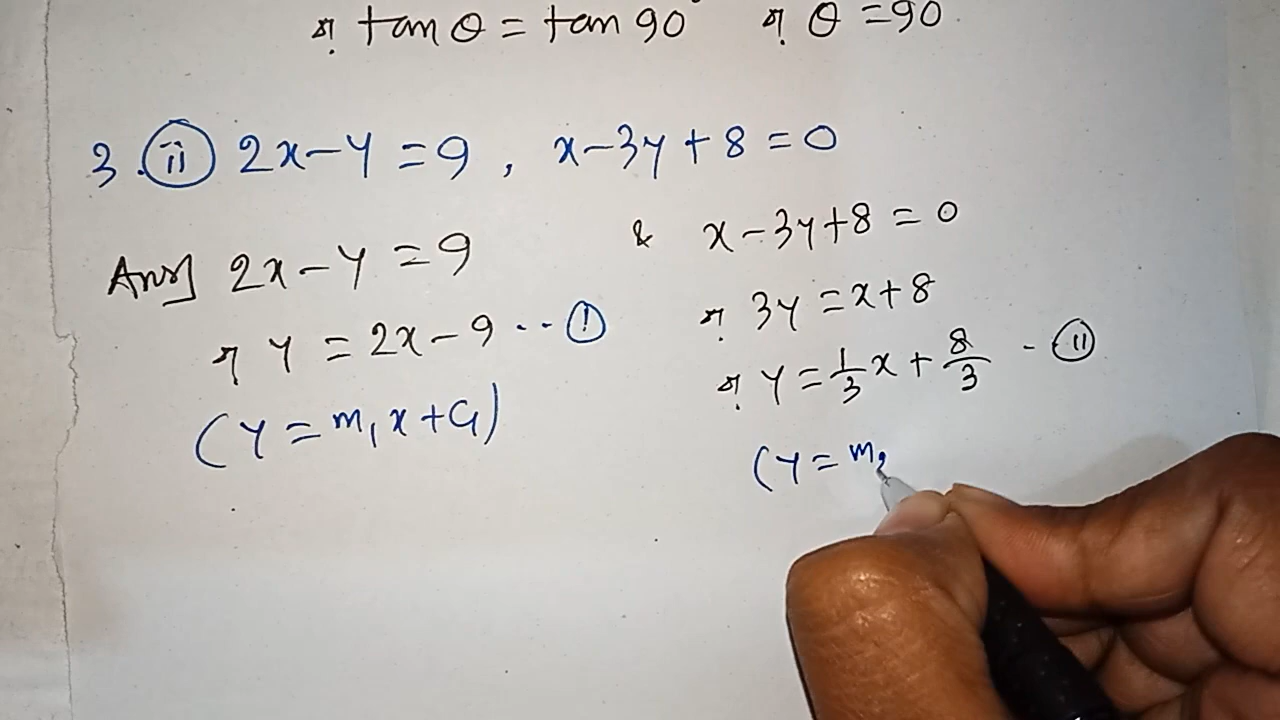 বা, tan θ = tan 90° বা, θ = 90
3. (ii) 2x − y = 9, x − 3y + 8 = 0
Ans] 2x − y = 9 & x − 3y + 8 = 0
বা, y = 2x − 9 ... (i) বা, 3y = x + 8
(y = m₁x + c₁) বা, y = 1/3 x + 8/3 - (ii)
(y = m₂